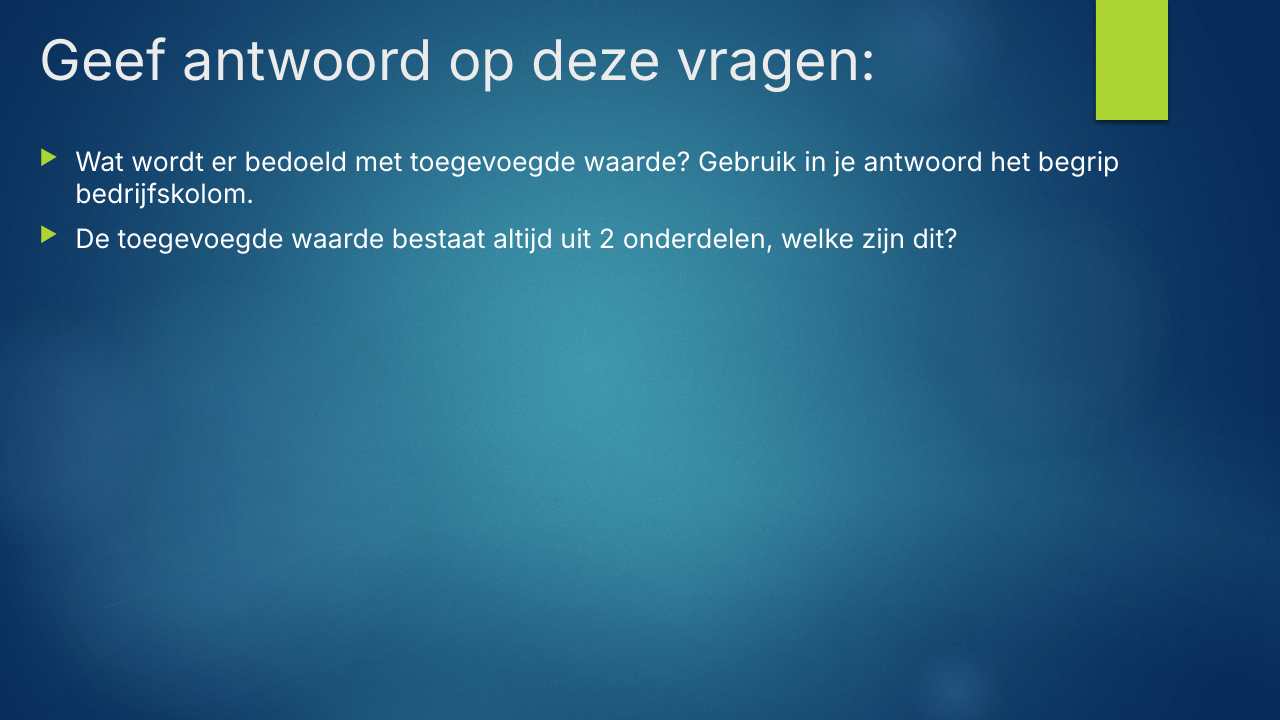 Geef antwoord op deze vragen:
Wat wordt er bedoeld met toegevoegde waarde? Gebruik in je antwoord het begrip
bedrijfskolom.
De toegevoegde waarde bestaat altijd uit 2 onderdelen, welke zijn dit?